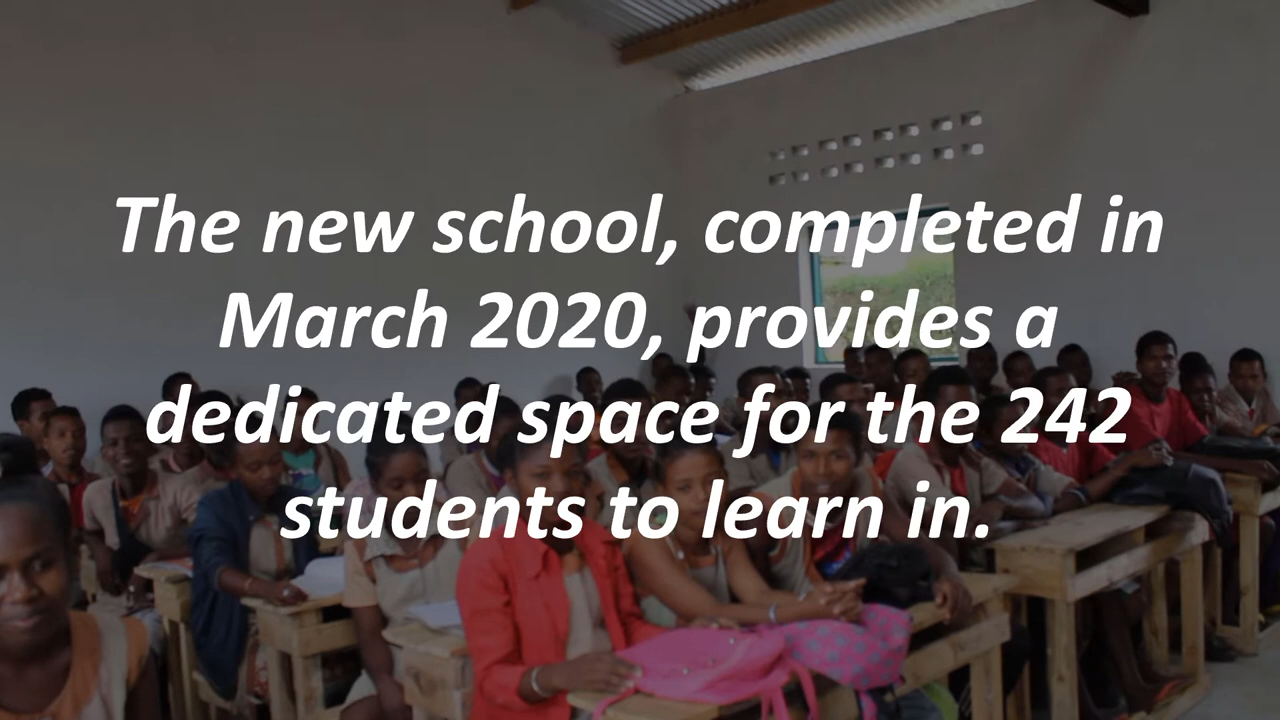 The new school, completed in
March 2020, provides a
dedicated space for the 242
students to learn in.